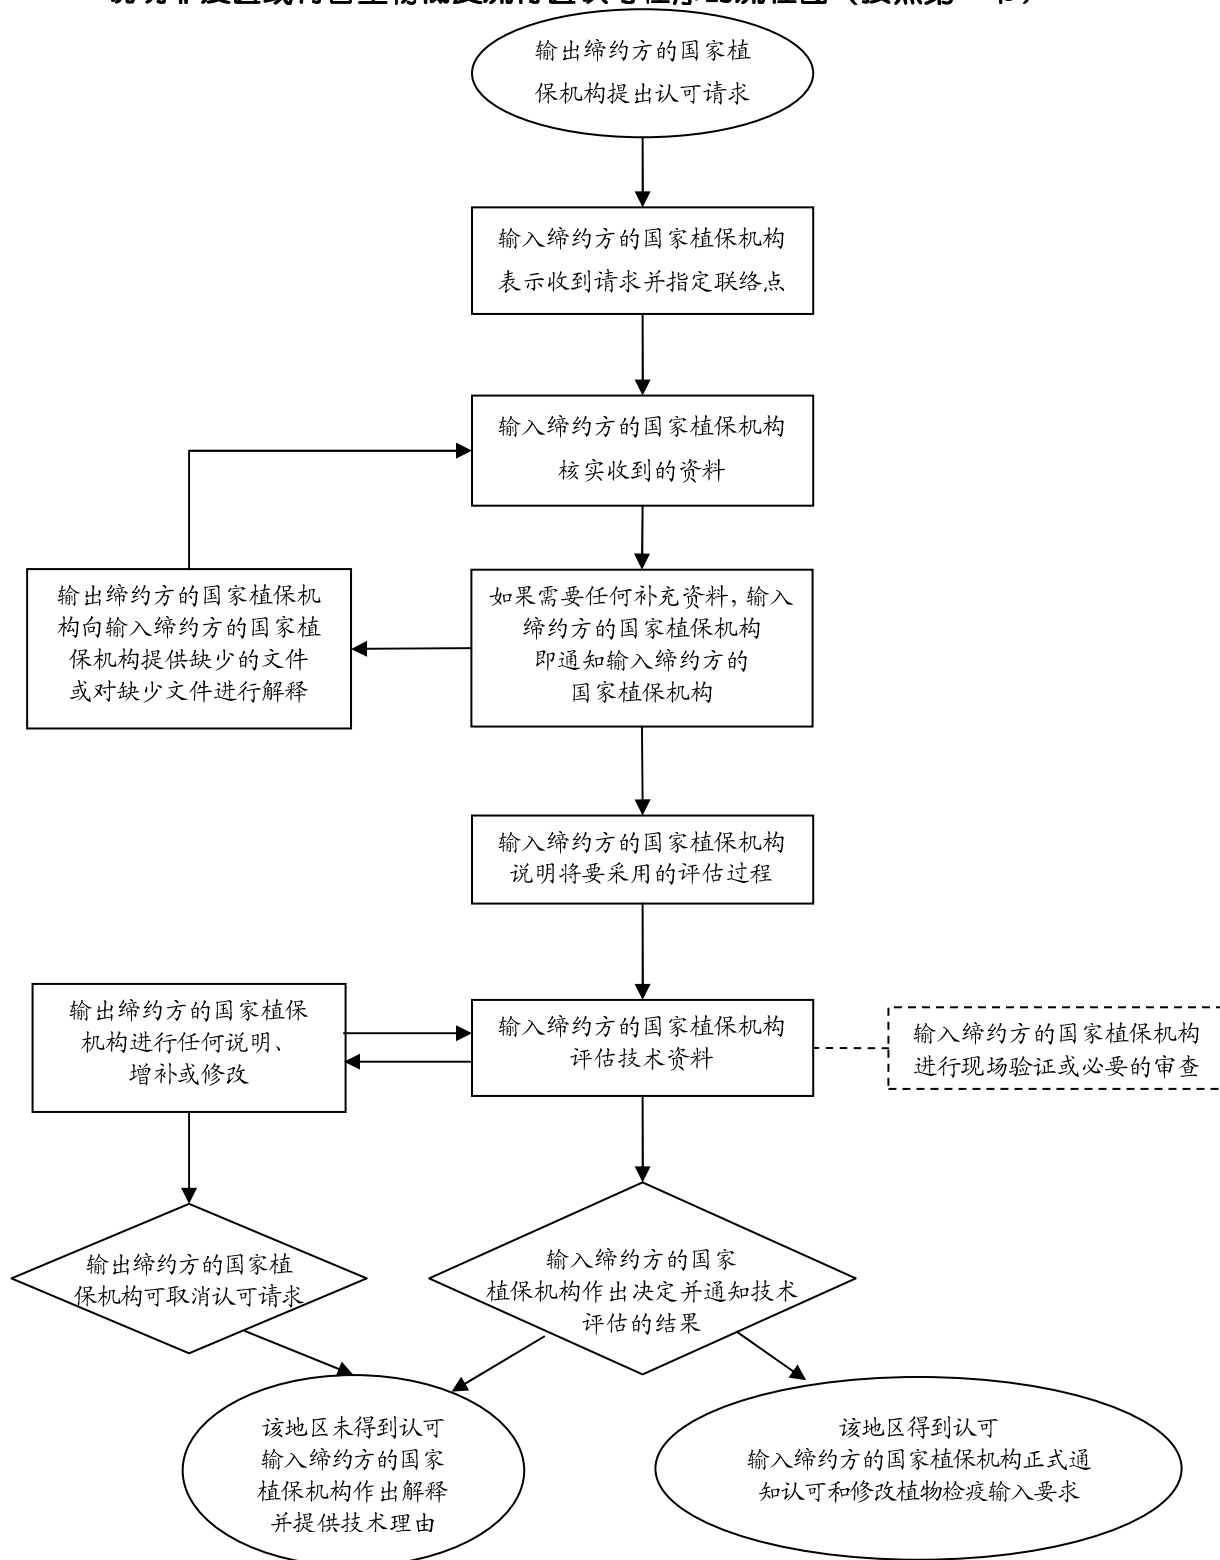 输出缔约方的国家植
保机构提出认可请求
输入缔约方的国家植保机构
表示收到请求并指定联络点
输入缔约方的国家植保机构
核实收到的资料
输出缔约方的国家植保机
构向输入缔约方的国家植
保机构提供缺少的文件
或对缺少文件进行解释
如果需要任何补充资料，输入
缔约方的国家植保机构
即通知输入缔约方的
国家植保机构
输入缔约方的国家植保机构
说明将要采用的评估过程
输出缔约方的国家植保
机构进行任何说明、
增补或修改
输入缔约方的国家植保机构
评估技术资料
输入缔约方的国家植保机构
进行现场验证或必要的审查
输出缔约方的国家植
保机构可取消认可请求
输入缔约方的国家
植保机构作出决定并通知技术
评估的结果
该地区未得到认可
输入缔约方的国家
植保机构作出解释
并提供技术理由
该地区得到认可
输入缔约方的国家植保机构正式通
知认可和修改植物检疫输入要求